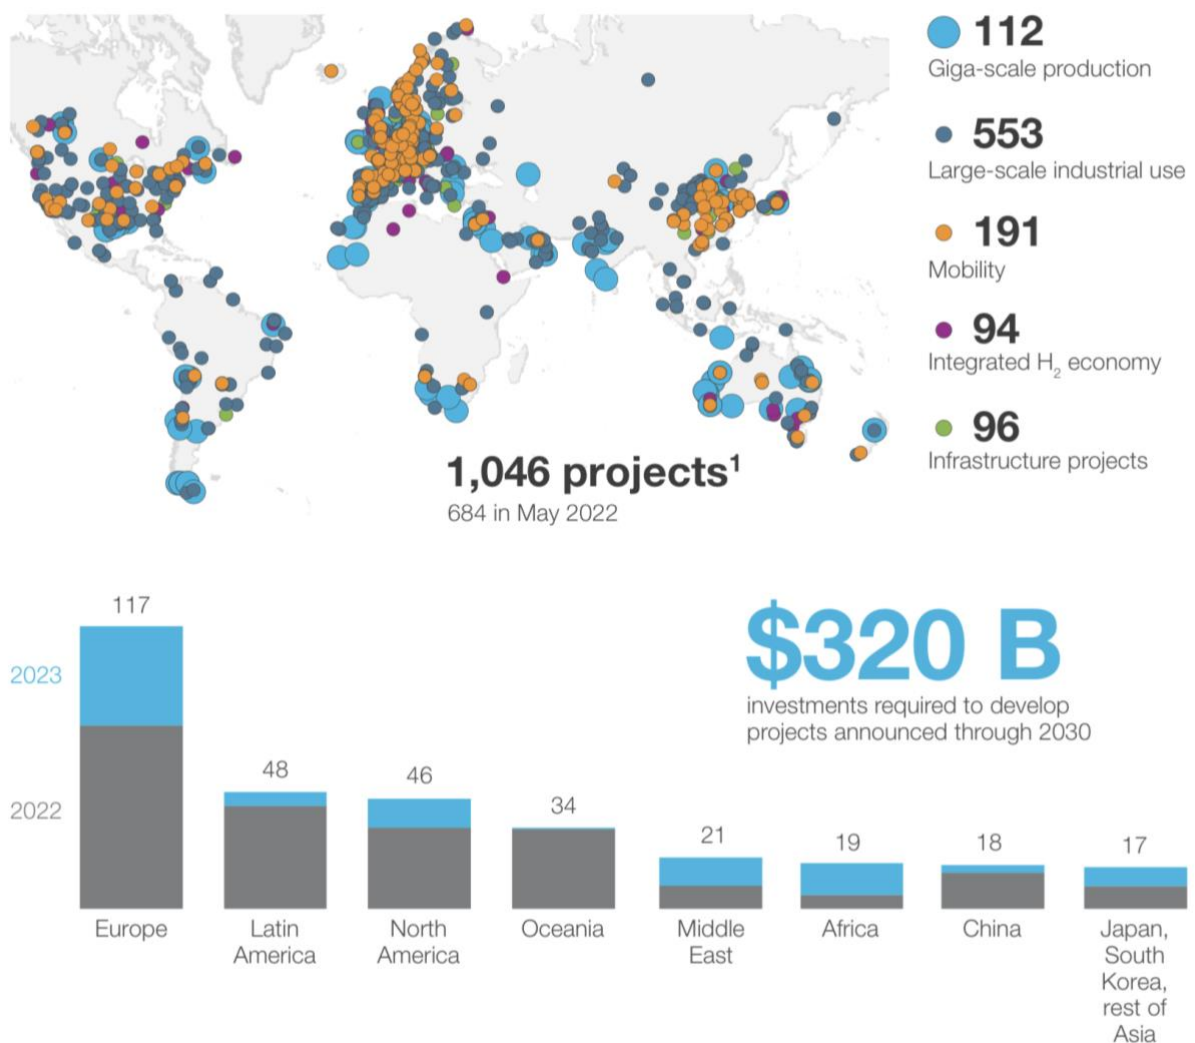 112
Giga-scale production
553
Large-scale industrial use
191
Mobility
94
Integrated H2 economy
96
Infrastructure projects
1,046 projects1
684 in May 2022
$320 B
investments required to develop
projects announced through 2030
2023
2022
117
48
46
34
21
19
18
17
Europe
Latin
America
North
America
Oceania
Middle
East
Africa
China
Japan,
South
Korea,
rest of
Asia